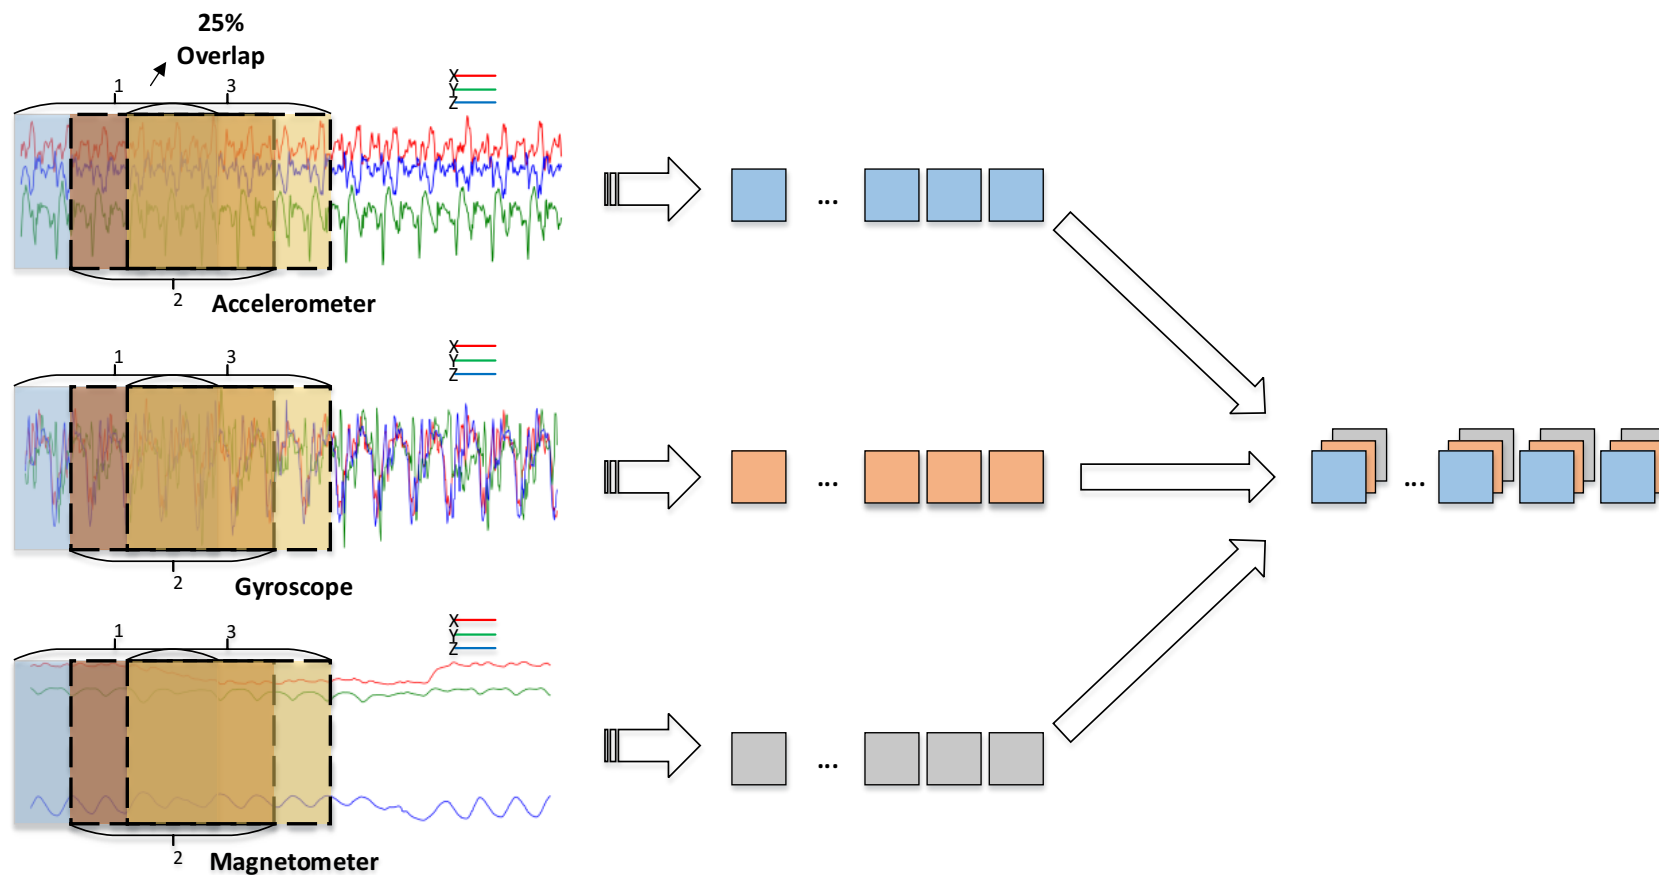 25%
Overlap
1
3
X
Y
Z
2
Accelerometer
...
1
3
X
Y
Z
2
Gyroscope
...
...
1
3
X
Y
Z
2
Magnetometer
...